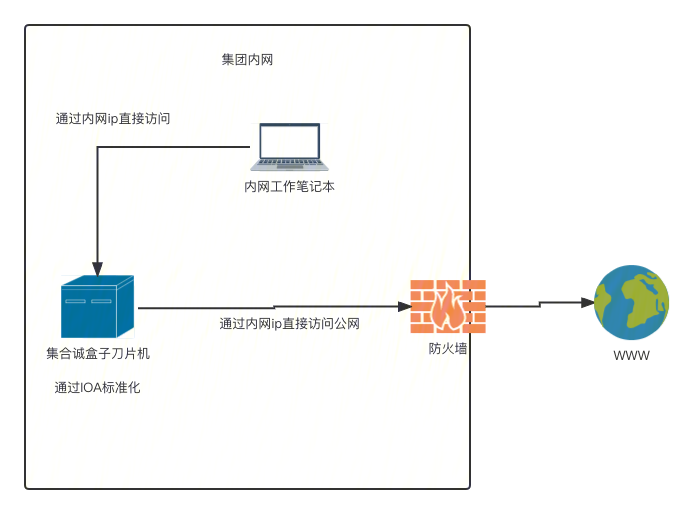 集团内网
通过内网ip直接访问
内网工作笔记本
通过内网ip直接访问公网
防火墙
集合诚盒子刀片机
WWW
通过IOA标准化